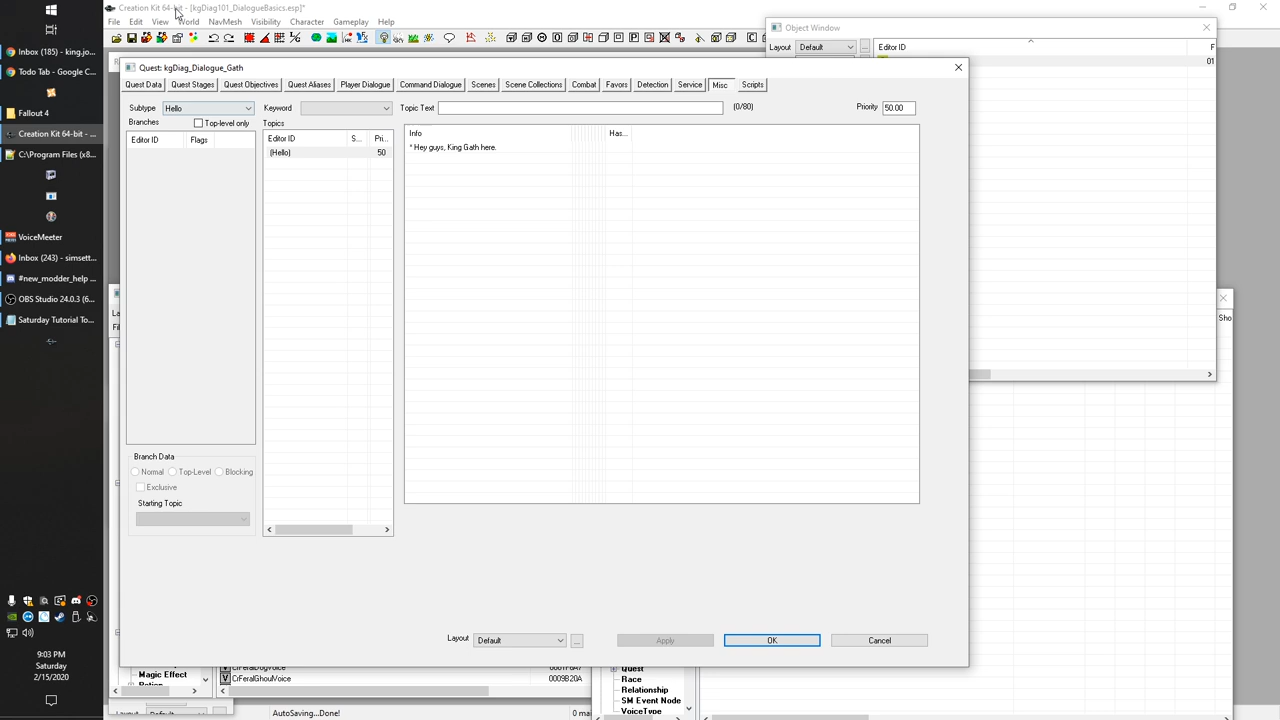 Creation Kit 64-bit - [kgDiag101_DialogueBasics.esp]*
File Edit View World NavMesh Visibility Character Gameplay Help
Object Window
Layout Default ... Editor ID F
01
Inbox (185) - king.jo...
Todo Tab - Google C...
Fallout 4
Creation Kit 64-bit - ...
C:\Program Files (x8...
VoiceMeeter
Inbox (243) - simsett...
#new_modder_help ...
OBS Studio 24.0.3 (6...
Saturday Tutorial To...
9:03 PM
Saturday
2/15/2020
Quest: kgDiag_Dialogue_Gath
Quest Data Quest Stages Quest Objectives Quest Aliases Player Dialogue Command Dialogue Scenes Scene Collections Combat Favors Detection Service Misc Scripts
Subtype Hello Keyword Topic Text (0/80) Priority 50.00
Branches Top-level only Topics
Editor ID Flags Editor ID S... Pri... Info Has...
(Hello) 50 * Hey guys, King Gath here.
Branch Data
Normal Top-Level Blocking
Exclusive
Starting Topic
Layout Default ... Apply OK Cancel
Sho
Magic Effect
CrFeralGhoulVoice 0009B20A
Quest
Race
Relationship
SM Event Node
VoiceType
AutoSaving...Done!